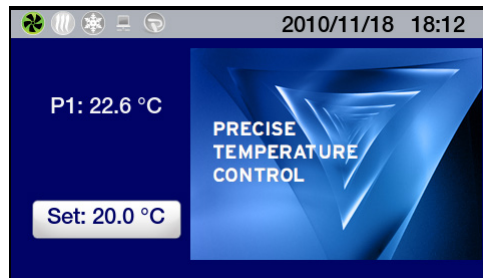 2010/11/18 18:12
P1: 22.6 °C
PRECISE
TEMPERATURE
CONTROL
Set: 20.0 °C